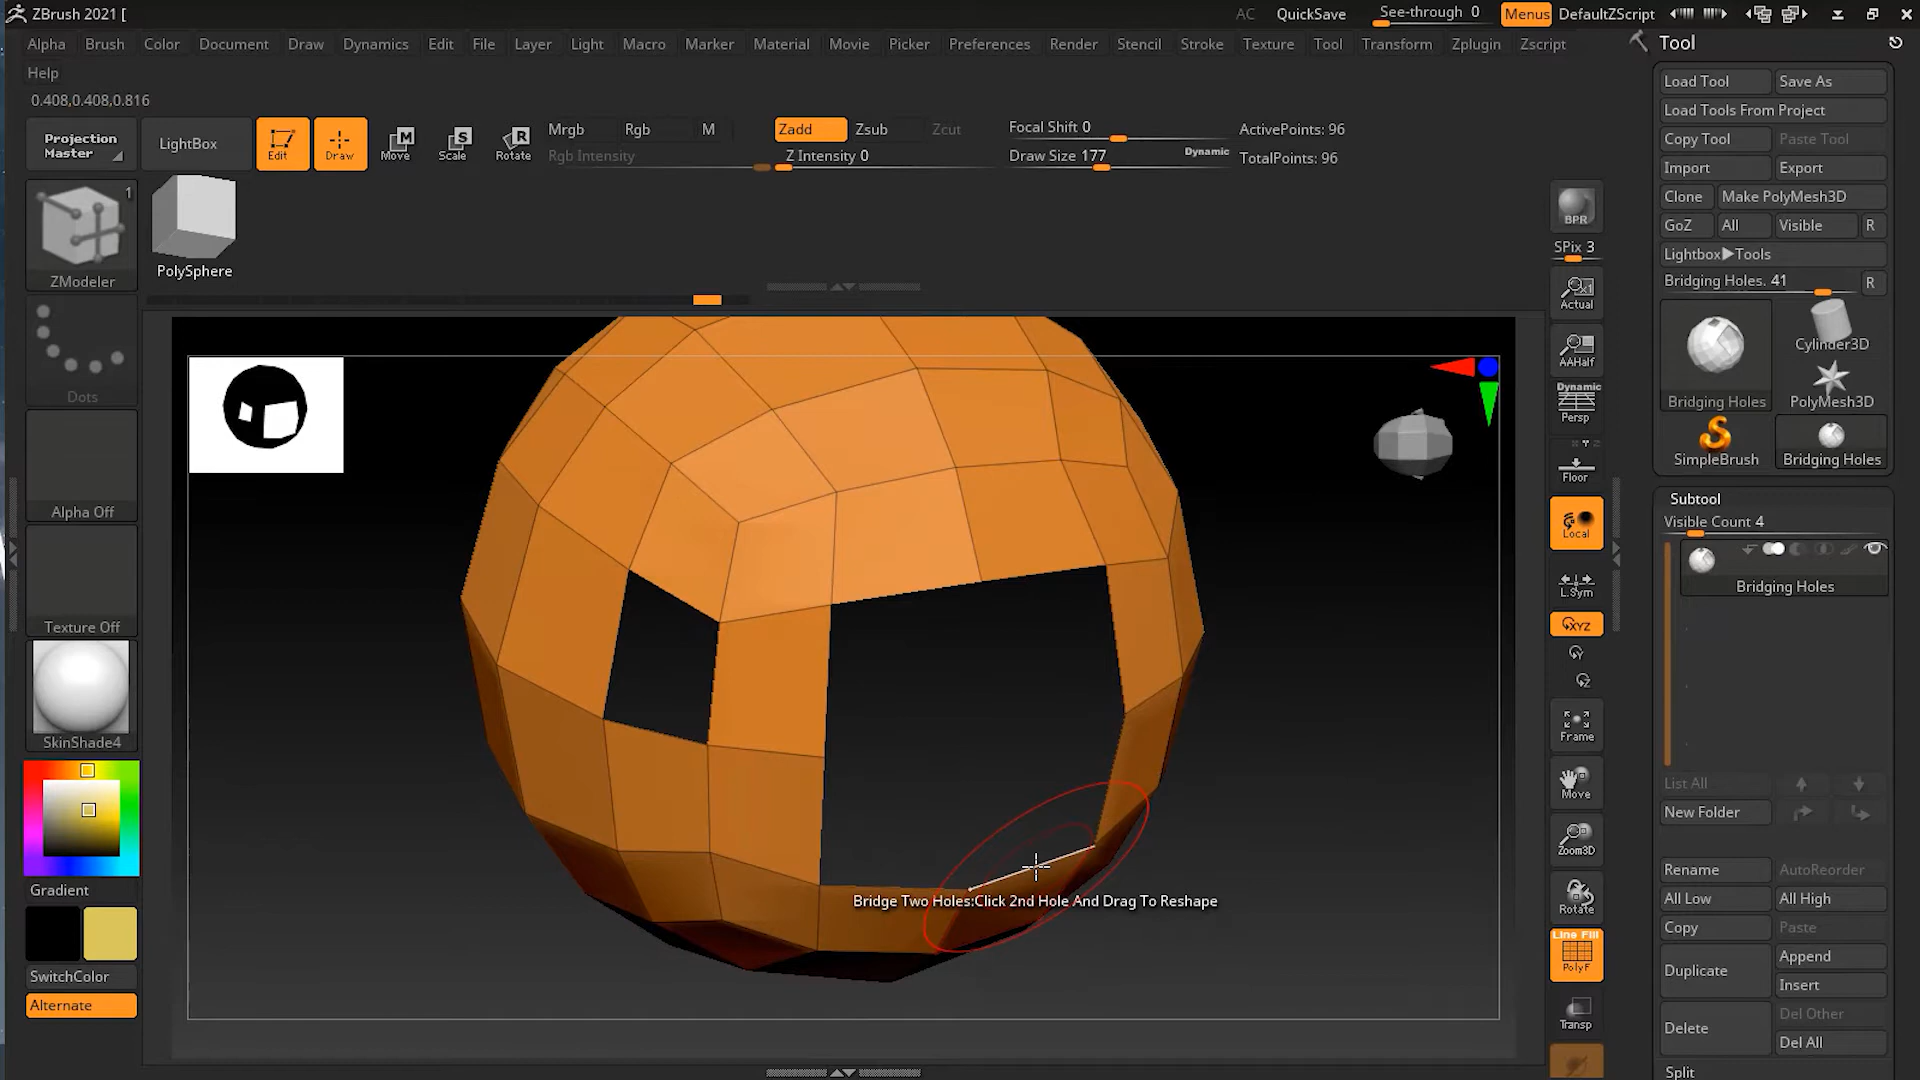 ZBrush 2021 [
AC
QuickSave
See-through 0
Menus
DefaultZScript
Alpha
Brush
Color
Document
Draw
Dynamics
Edit
File
Layer
Light
Macro
Marker
Material
Movie
Picker
Preferences
Render
Stencil
Stroke
Texture
Tool
Transform
Zplugin
Zscript
Help
0.408,0.408,0.816
Projection
Master
LightBox
Edit
Draw
M
Move
S
Scale
R
Rotate
Mrgb
Rgb
M
Rgb Intensity
Zadd
Zsub
Zcut
Z Intensity 0
Focal Shift 0
Draw Size 177
Dynamic
ActivePoints: 96
TotalPoints: 96
1
ZModeler
PolySphere
Dots
Alpha Off
Texture Off
SkinShade4
Gradient
SwitchColor
Alternate
Bridge Two Holes:Click 2nd Hole And Drag To Reshape
BPR
SPix 3
x1
Actual
AAHalf
Dynamic
Persp
Floor
Local
L.Sym
XYZ
Y
Z
Frame
Move
Zoom3D
Rotate
Line Fill
PolyF
Transp
Tool
Load Tool
Save As
Load Tools From Project
Copy Tool
Paste Tool
Import
Export
Clone
Make PolyMesh3D
GoZ
All
Visible
R
Lightbox▶Tools
Bridging Holes. 41
R
Bridging Holes
Cylinder3D
PolyMesh3D
SimpleBrush
Bridging Holes
Subtool
Visible Count 4
Bridging Holes
List All
New Folder
Rename
AutoReorder
All Low
All High
Copy
Paste
Duplicate
Append
Insert
Delete
Del Other
Del All
Split